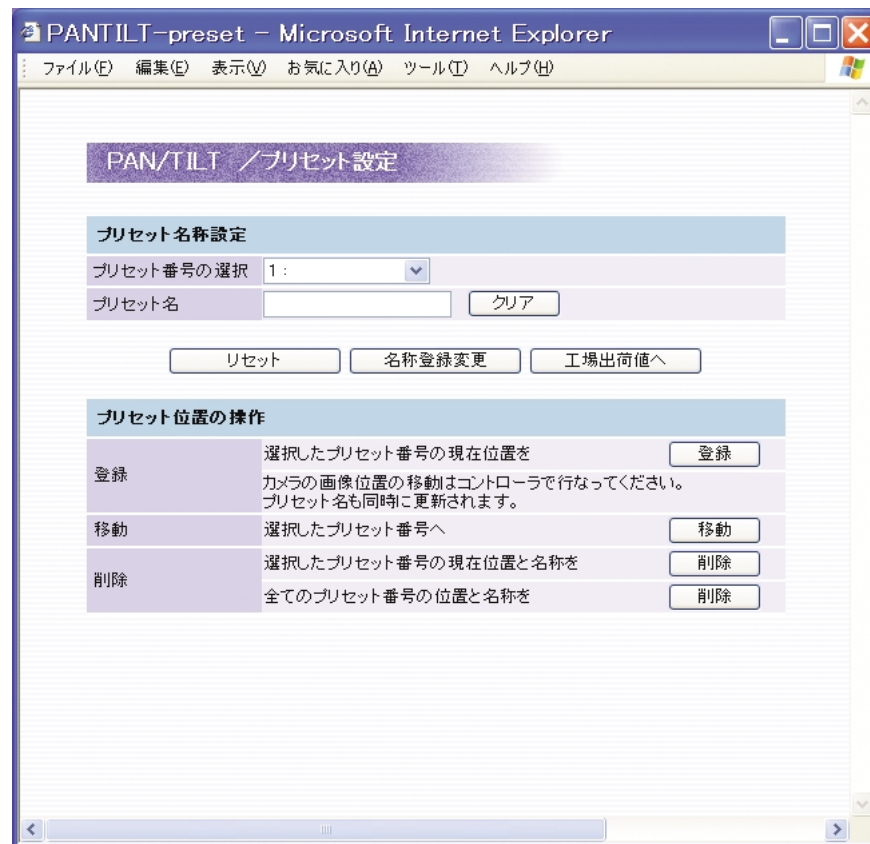 PANTILT-preset - Microsoft Internet Explorer
ファイル(F) 編集(E) 表示(V) お気に入り(A) ツール(T) ヘルプ(H)
PAN/TILT ／プリセット設定
プリセット名称設定
プリセット番号の選択 1 :
プリセット名 クリア
リセット 名称登録変更 工場出荷値へ
プリセット位置の操作
登録 選択したプリセット番号の現在位置を 登録
カメラの画像位置の移動はコントローラで行なってください。
プリセット名も同時に更新されます。
移動 選択したプリセット番号へ 移動
削除 選択したプリセット番号の現在位置と名称を 削除
全てのプリセット番号の位置と名称を 削除